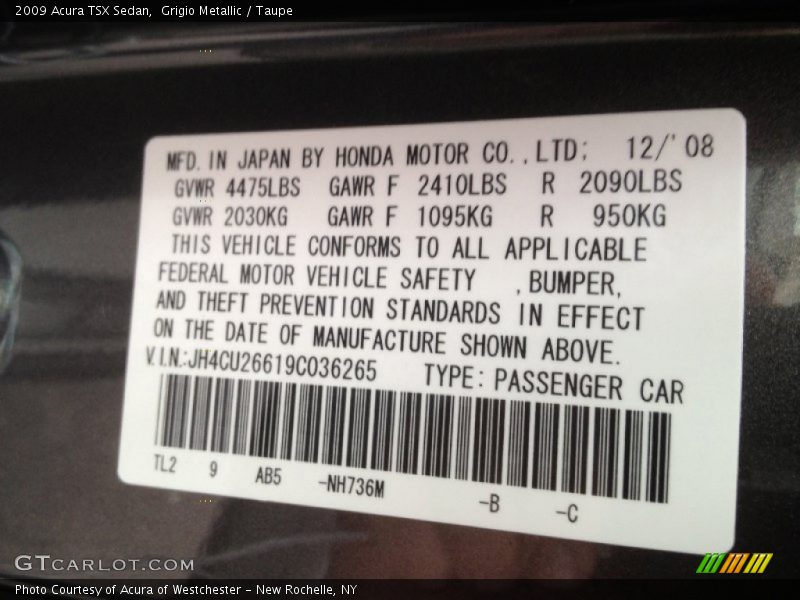 2009 Acura TSX Sedan, Grigio Metallic / Taupe
MFD. IN JAPAN BY HONDA MOTOR CO., LTD; 12/'08
GVWR 4475LBS GAWR F 2410LBS R 2090LBS
GVWR 2030KG GAWR F 1095KG R 950KG
THIS VEHICLE CONFORMS TO ALL APPLICABLE
FEDERAL MOTOR VEHICLE SAFETY , BUMPER,
AND THEFT PREVENTION STANDARDS IN EFFECT
ON THE DATE OF MANUFACTURE SHOWN ABOVE.
V.I.N.:JH4CU26619C036265 TYPE: PASSENGER CAR
TL2 9 AB5 -NH736M -B -C
GTCARLOT.COM
Photo Courtesy of Acura of Westchester - New Rochelle, NY